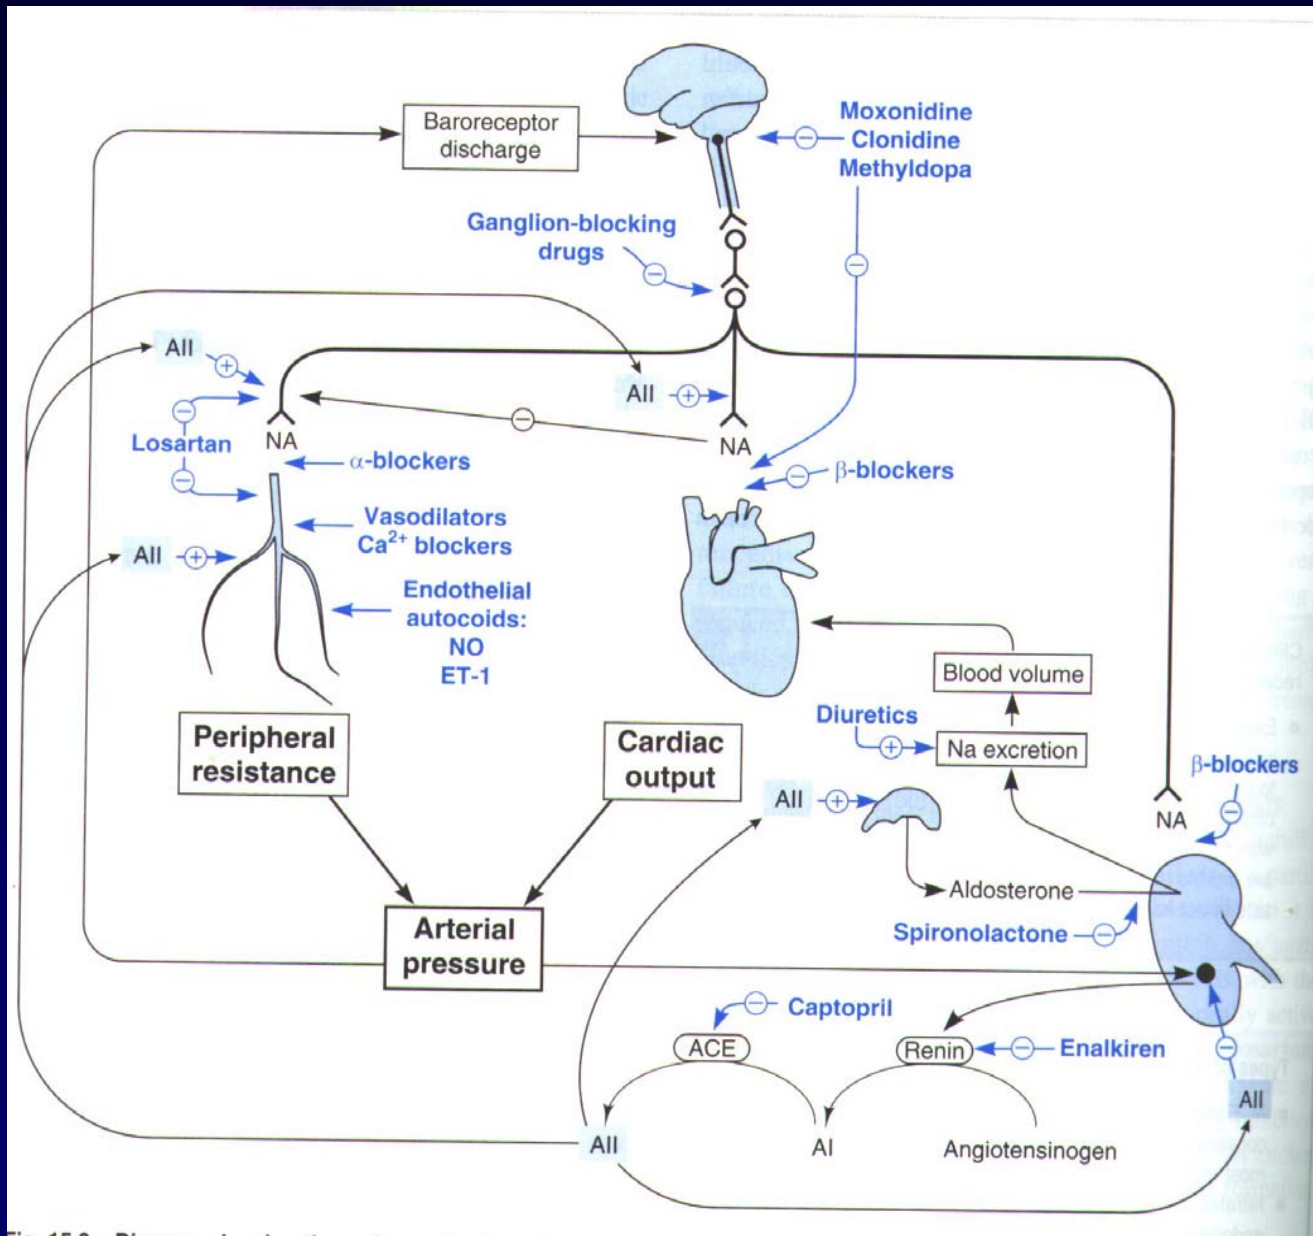 Baroreceptor
discharge
Moxonidine
Clonidine
Methyldopa
Ganglion-blocking
drugs
AII
AII
Losartan
NA
NA
α-blockers
β-blockers
Vasodilators
Ca²⁺ blockers
AII
Endothelial
autocoids:
NO
ET-1
Blood volume
Diuretics
Na excretion
Peripheral
resistance
Cardiac
output
β-blockers
AII
NA
Aldosterone
Spironolactone
Arterial
pressure
Captopril
ACE
Renin
Enalkiren
AII
AII
AI
Angiotensinogen